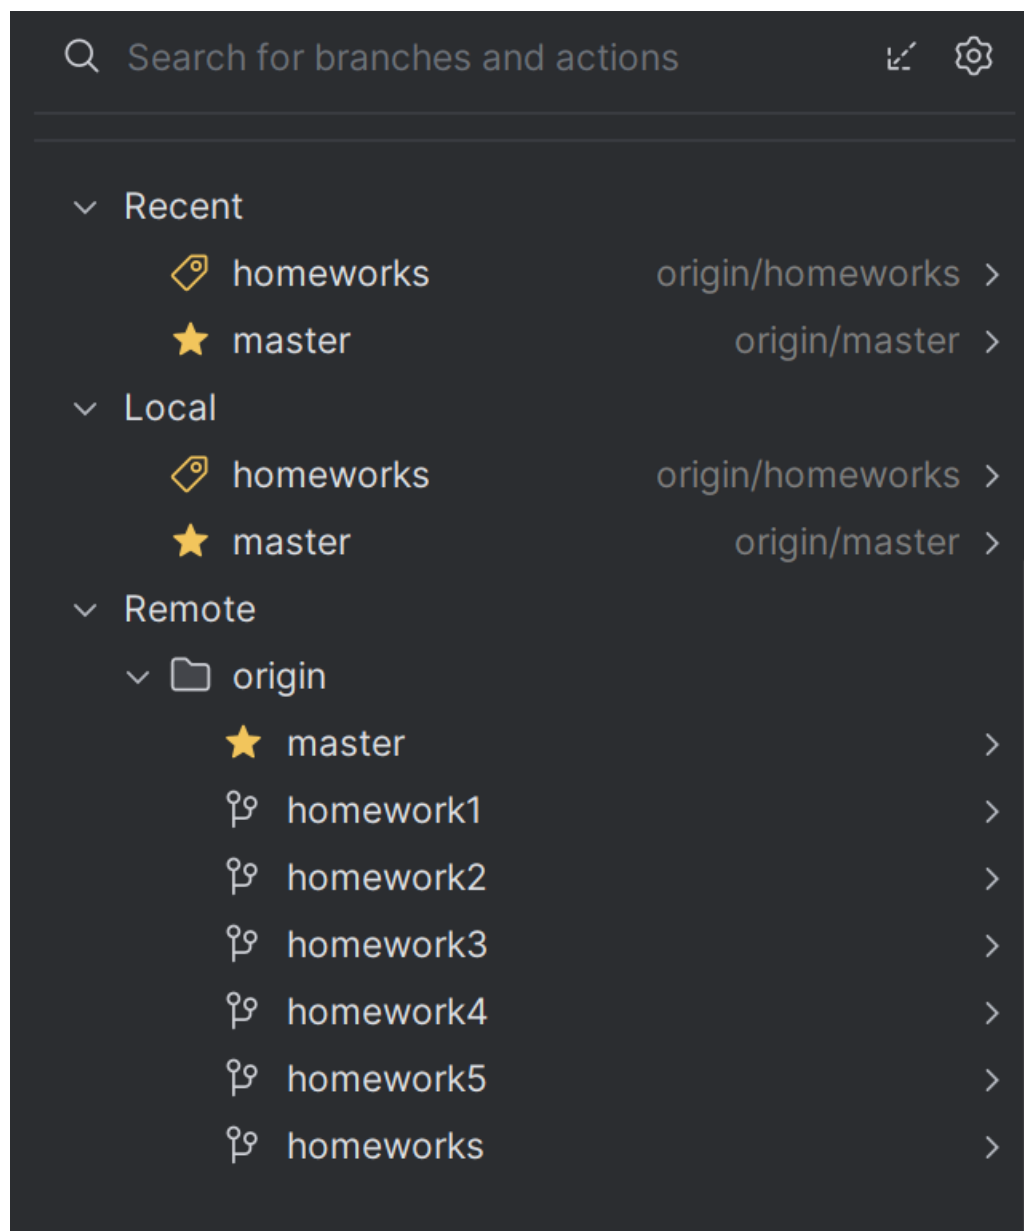 Search for branches and actions
Recent
homeworks origin/homeworks
master origin/master
Local
homeworks origin/homeworks
master origin/master
Remote
origin
master
homework1
homework2
homework3
homework4
homework5
homeworks